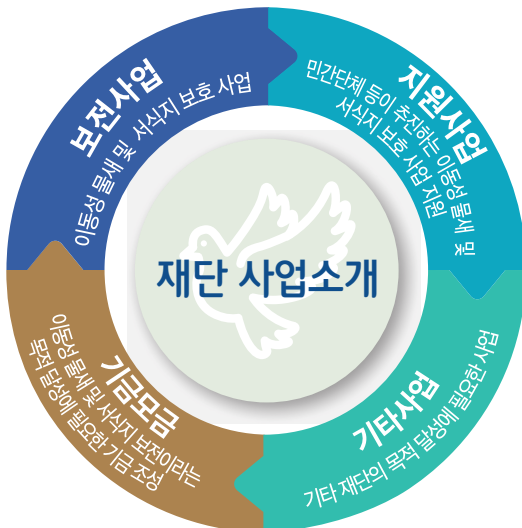 재단 사업소개
보전사업
이동성 물새 및 서식지 보호 사업
지원사업
민간단체 등이 추진하는 이동성 물새 및
서식지 보호 사업 지원
기타사업
기타 재단의 목적 달성에 필요한 사업
기금모금
이동성 물새 및 서식지 보전이라는
목적 달성에 필요한 기금 조성